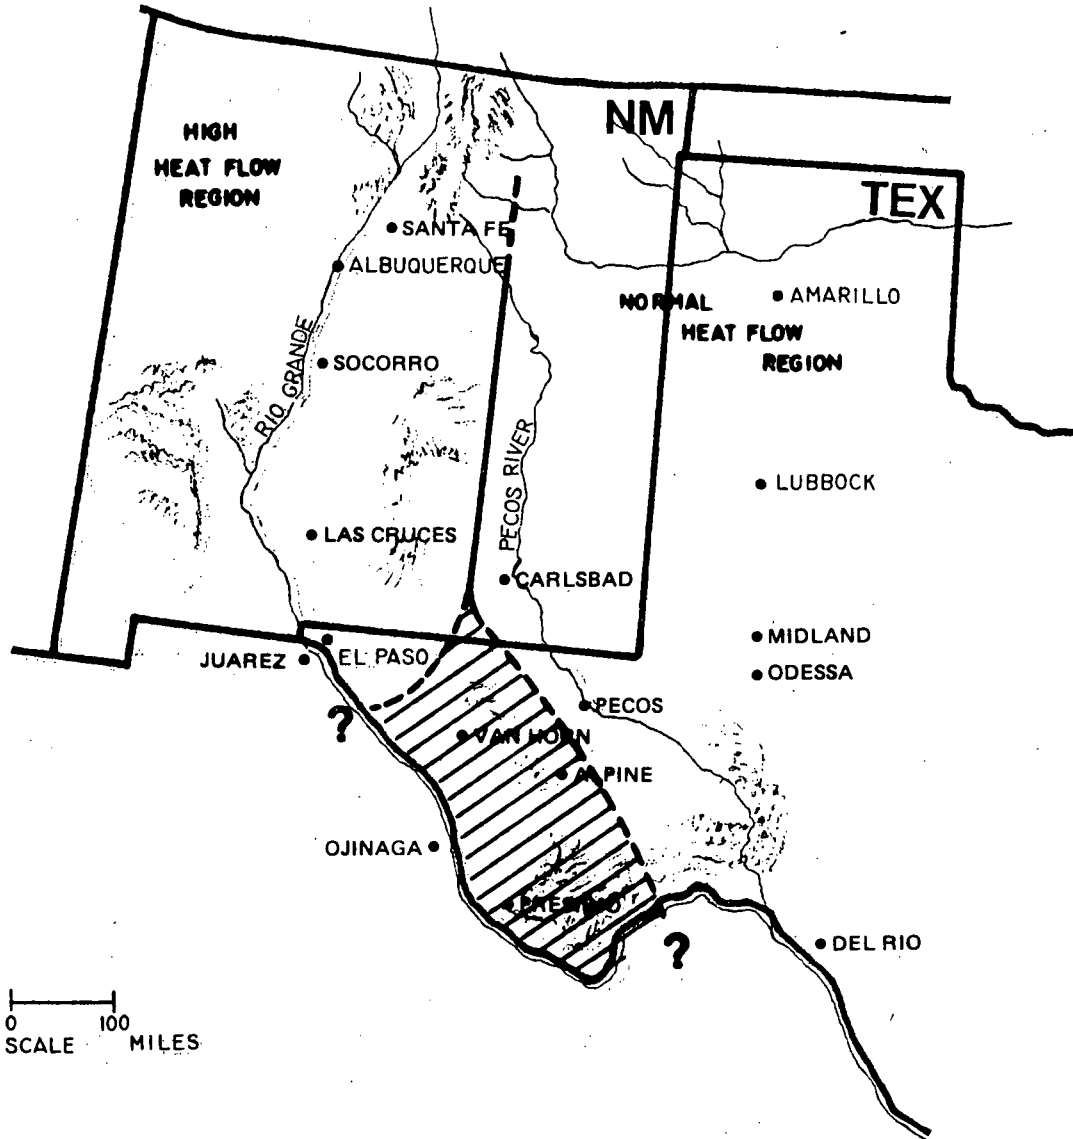 NM
HIGH
HEAT FLOW
REGION
TEX
SANTA FE
ALBUQUERQUE
NORMAL
AMARILLO
HEAT FLOW
REGION
RIO GRANDE
SOCORRO
PECOS RIVER
LUBBOCK
LAS CRUCES
CARLSBAD
MIDLAND
EL PASO
JUAREZ
ODESSA
PECOS
?
VAN HORN
ALPINE
OJINAGA
PRESIDIO
?
DEL RIO
0 100
SCALE MILES